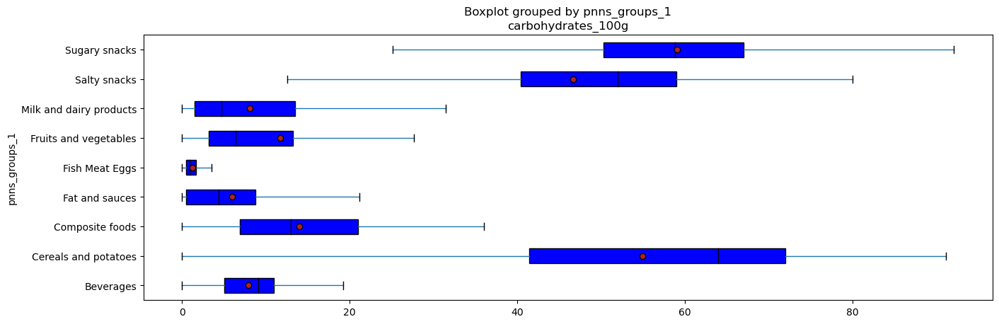 Boxplot grouped by pnns_groups_1
carbohydrates_100g
pnns_groups_1
Sugary snacks
Salty snacks
Milk and dairy products
Fruits and vegetables
Fish Meat Eggs
Fat and sauces
Composite foods
Cereals and potatoes
Beverages
0 20 40 60 80